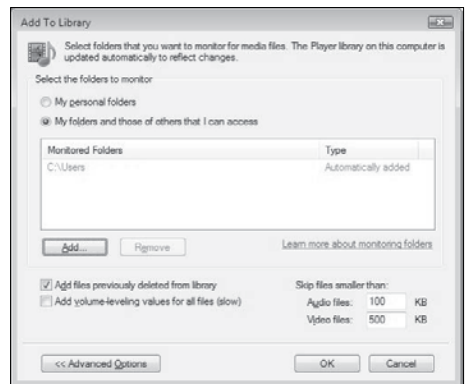 Add To Library
Select folders that you want to monitor for media files. The Player library on this computer is
updated automatically to reflect changes.
Select the folders to monitor
My personal folders
My folders and those of others that I can access
Monitored Folders
Type
C:\Users
Automatically added
Add...
Remove
Learn more about monitoring folders
Add files previously deleted from library
Skip files smaller than:
Add volume-leveling values for all files (slow)
Audio files: 100 KB
Video files: 500 KB
<< Advanced Options
OK
Cancel